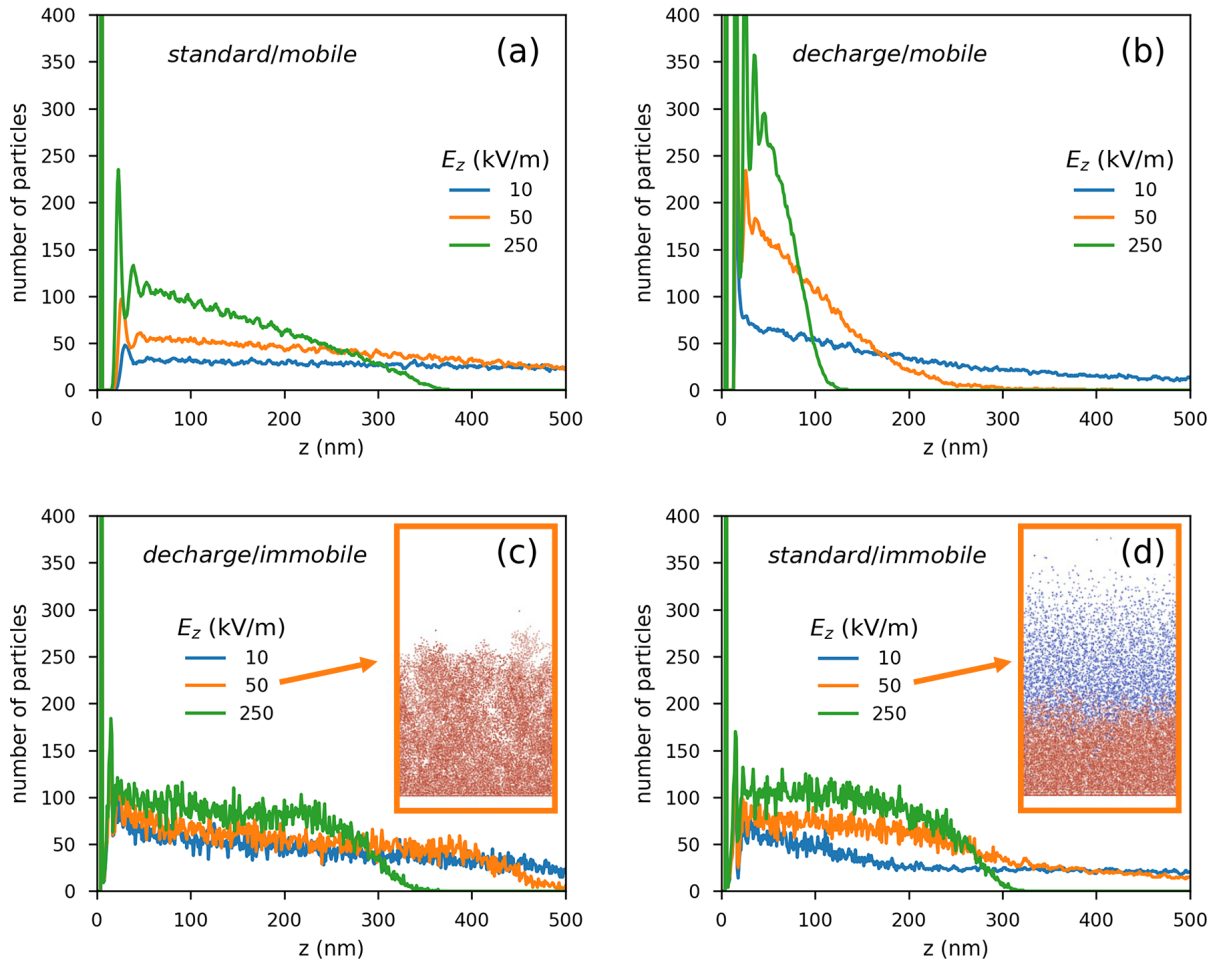 standard/mobile
(a)
number of particles
400
350
300
250
200
150
100
50
0
E_z (kV/m)
10
50
250
0 100 200 300 400 500
z (nm)
decharge/mobile
(b)
number of particles
400
350
300
250
200
150
100
50
0
E_z (kV/m)
10
50
250
0 100 200 300 400 500
z (nm)
decharge/immobile
(c)
number of particles
400
350
300
250
200
150
100
50
0
E_z (kV/m)
10
50
250
0 100 200 300 400 500
z (nm)
standard/immobile
(d)
number of particles
400
350
300
250
200
150
100
50
0
E_z (kV/m)
10
50
250
0 100 200 300 400 500
z (nm)